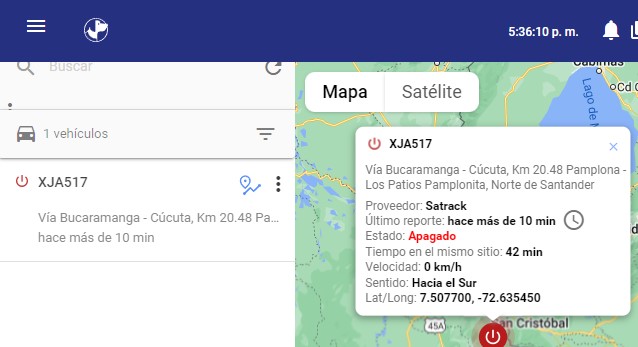 5:36:10 p. m.
Buscar
1 vehículos
XJA517
Vía Bucaramanga - Cúcuta, Km 20.48 Pa...
hace más de 10 min
Mapa
Satélite
Cabimas
Cd O
Lago de M
XJA517
Vía Bucaramanga - Cúcuta, Km 20.48 Pamplona -
Los Patios Pamplonita, Norte de Santander
Proveedor: Satrack
Último reporte: hace más de 10 min
Estado: Apagado
Tiempo en el mismo sitio: 42 min
Velocidad: 0 km/h
Sentido: Hacia el Sur
Lat/Long: 7.507700, -72.635450
45A
an Cristóbal